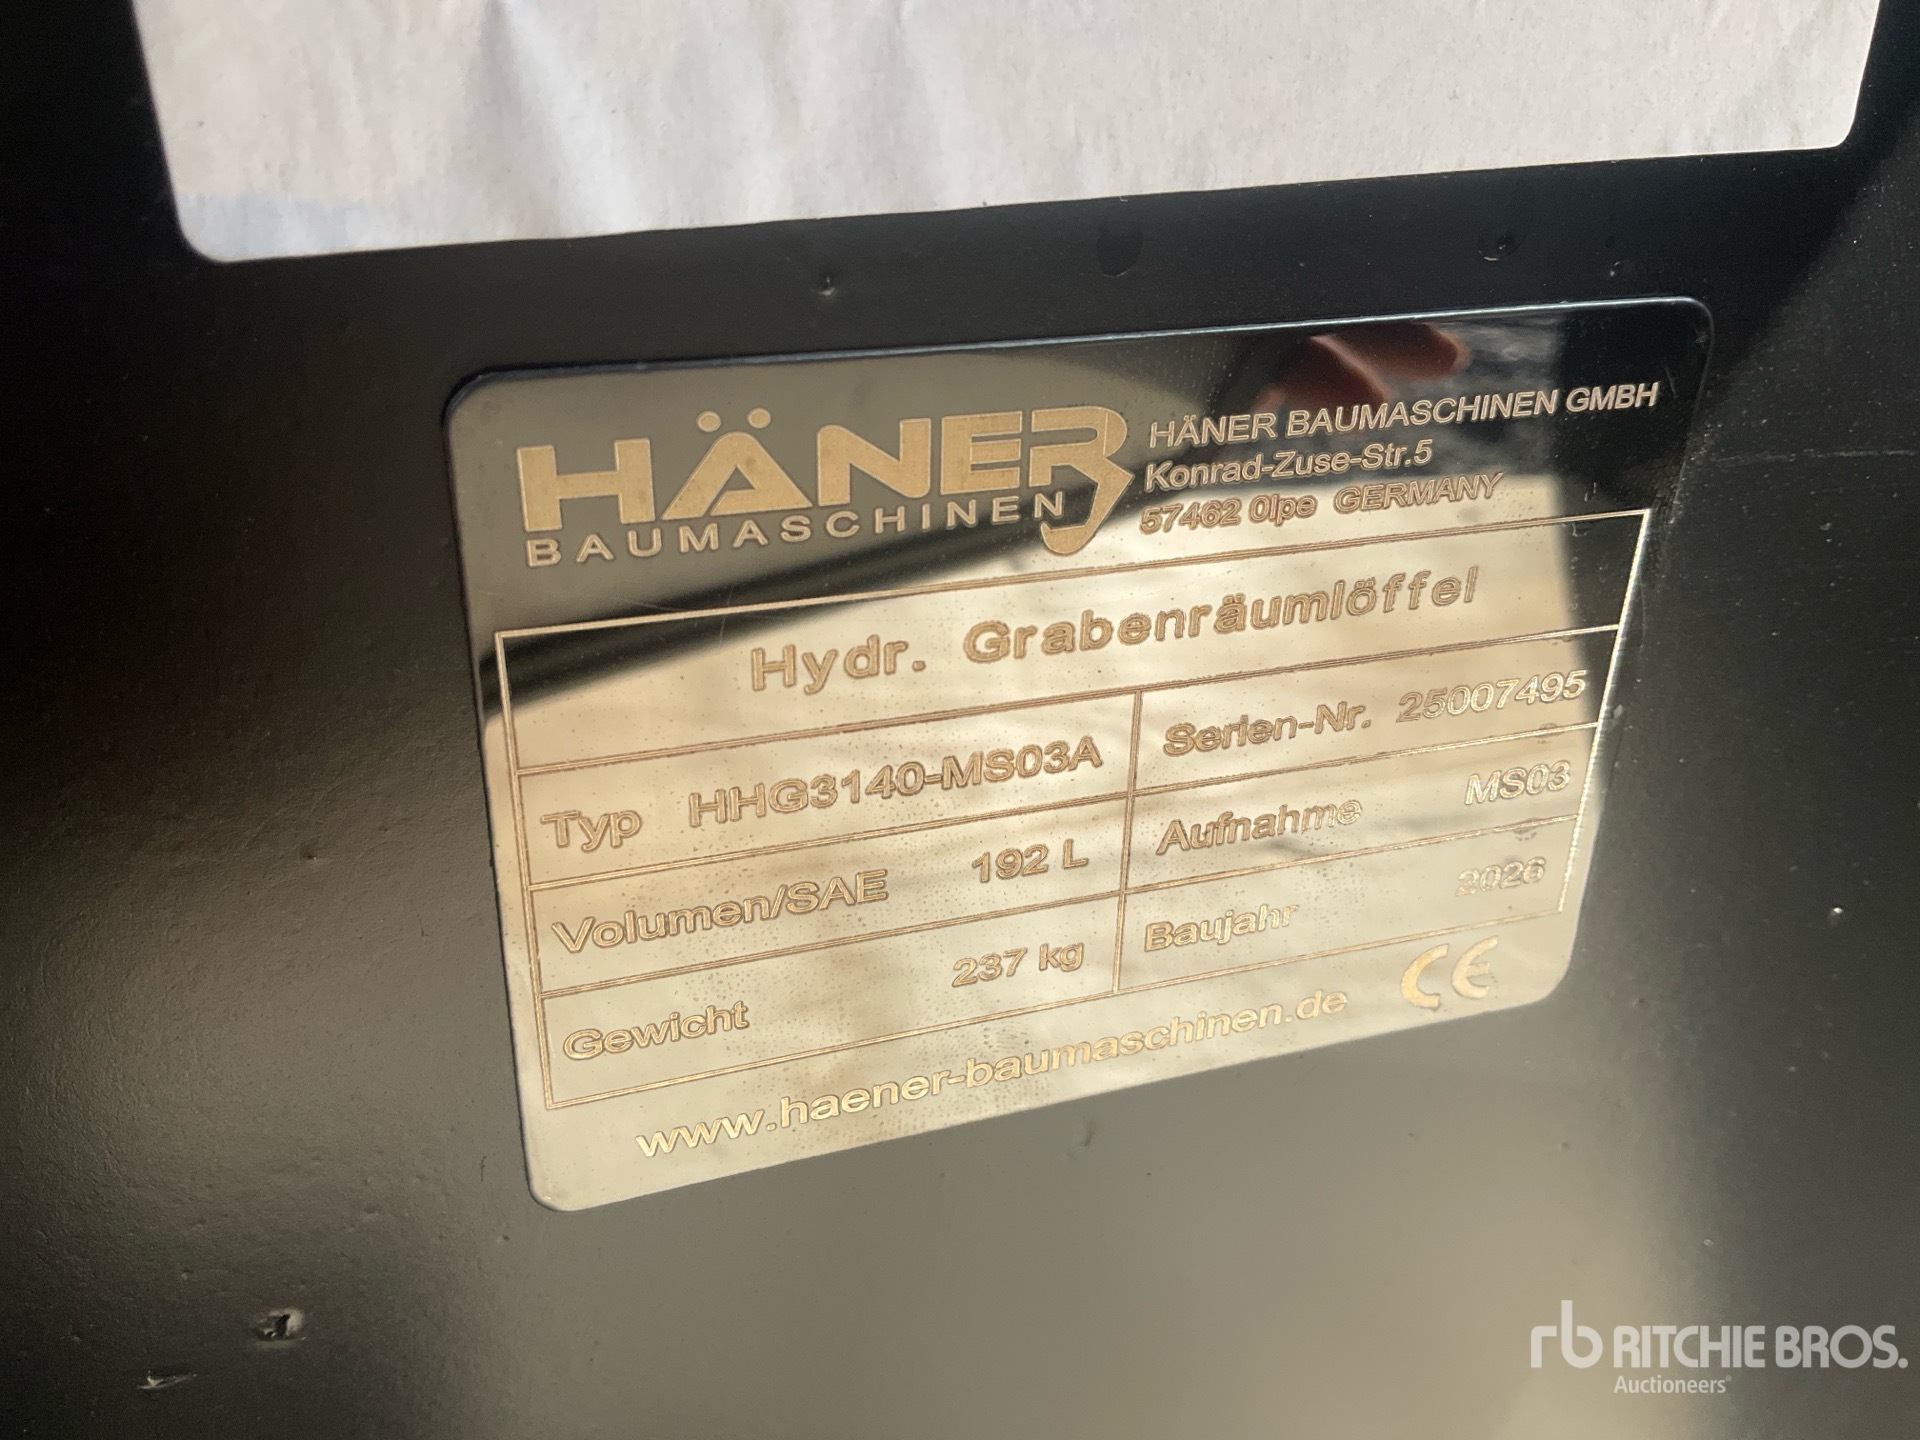 HÄNER
BAUMASCHINEN
HÄNER BAUMASCHINEN GMBH
Konrad-Zuse-Str.5
57462 Olpe GERMANY
Hydr. Grabenräumlöffel
Typ HHG3140-MS03A
Serien-Nr. 25007495
Volumen/SAE 192 L
Aufnahme MS03
Gewicht 237 kg
Baujahr 2026
www.haener-baumaschinen.de CE
rb RITCHIE BROS.
Auctioneers